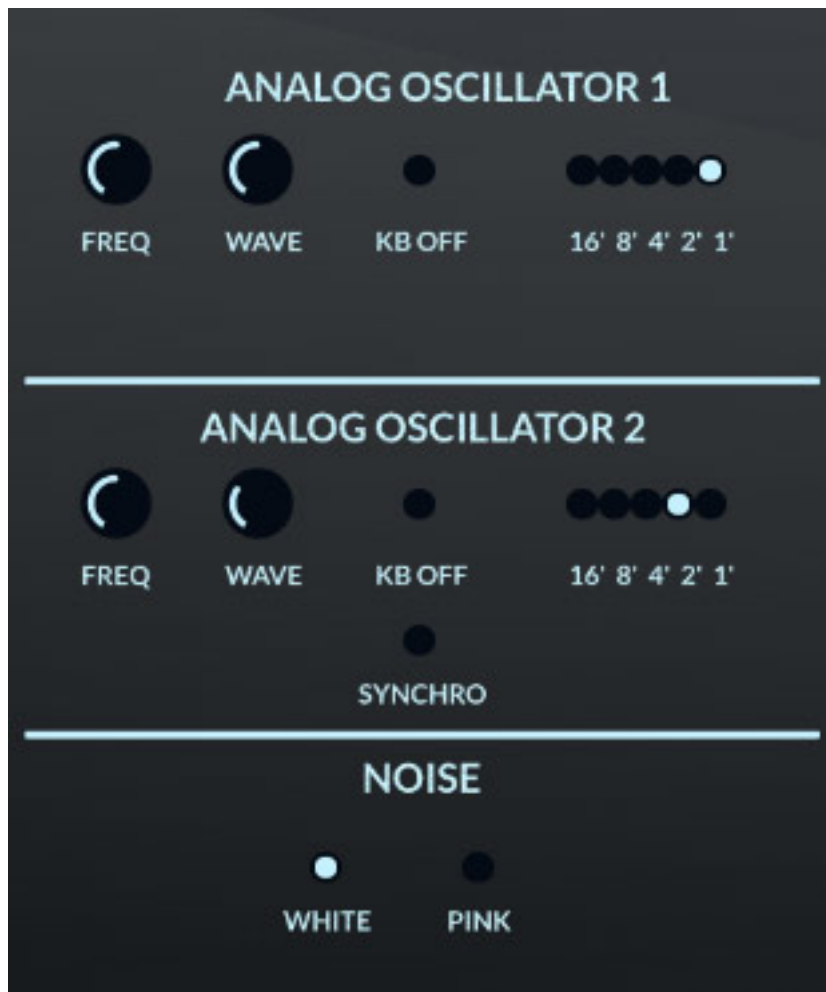 ANALOG OSCILLATOR 1
FREQ WAVE KB OFF 16' 8' 4' 2' 1'
ANALOG OSCILLATOR 2
FREQ WAVE KB OFF 16' 8' 4' 2' 1'
SYNCHRO
NOISE
WHITE PINK